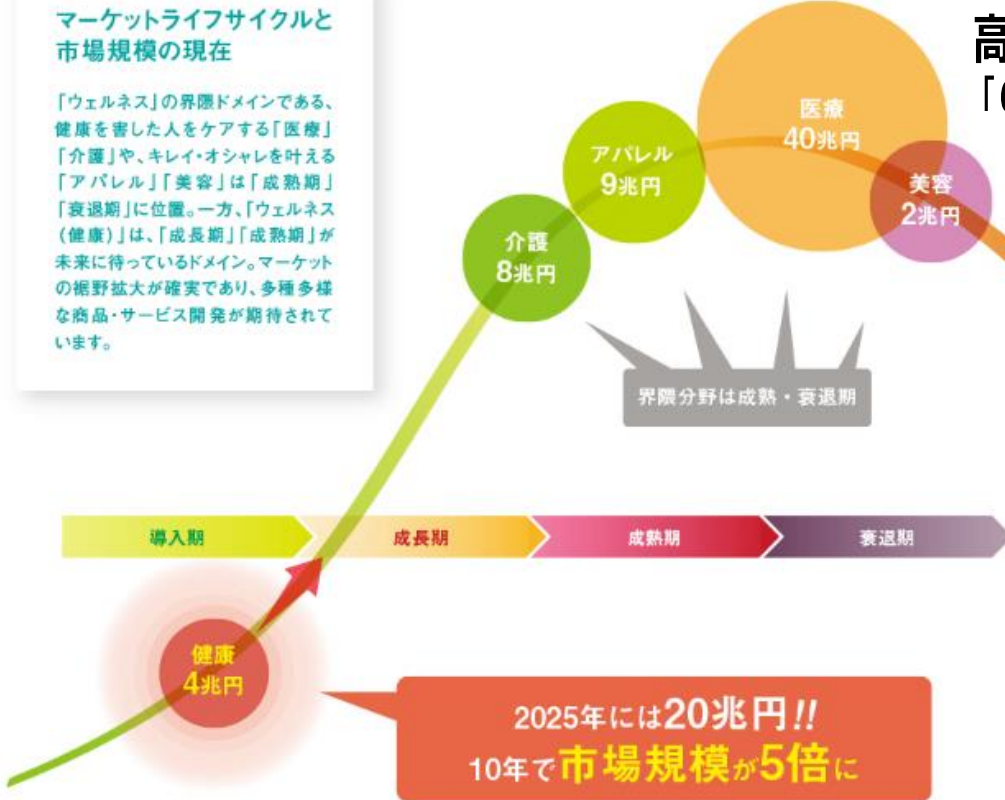 マーケットライフサイクルと
市場規模の現在
「ウェルネス」の界隈ドメインである、
健康を害した人をケアする「医療」
「介護」や、キレイ・オシャレを叶える
「アパレル」「美容」は「成熟期」
「衰退期」に位置。一方、「ウェルネス
(健康)」は、「成長期」「成熟期」が
未来に待っているドメイン。マーケット
の裾野拡大が確実であり、多種多様
な商品・サービス開発が期待されて
います。
高
「
医療
40兆円
アパレル
9兆円
美容
2兆円
介護
8兆円
界隈分野は成熟・衰退期
導入期
成長期
成熟期
衰退期
健康
4兆円
2025年には20兆円!!
10年で市場規模が5倍に